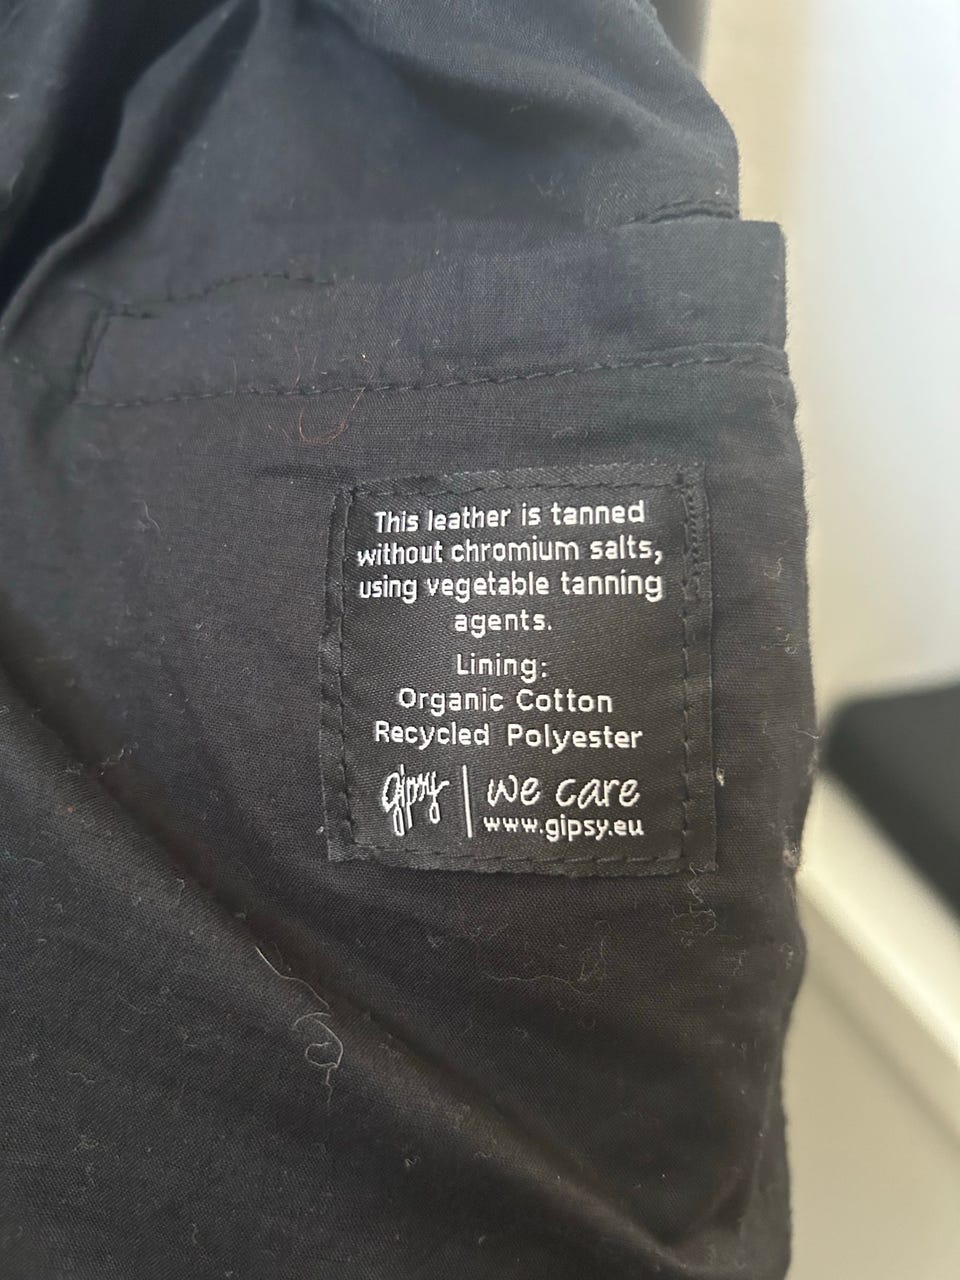 This leather is tanned
without chromium salts,
using vegetable tanning
agents.
Lining:
Organic Cotton
Recycled Polyester
gipsy | we care
www.gipsy.eu